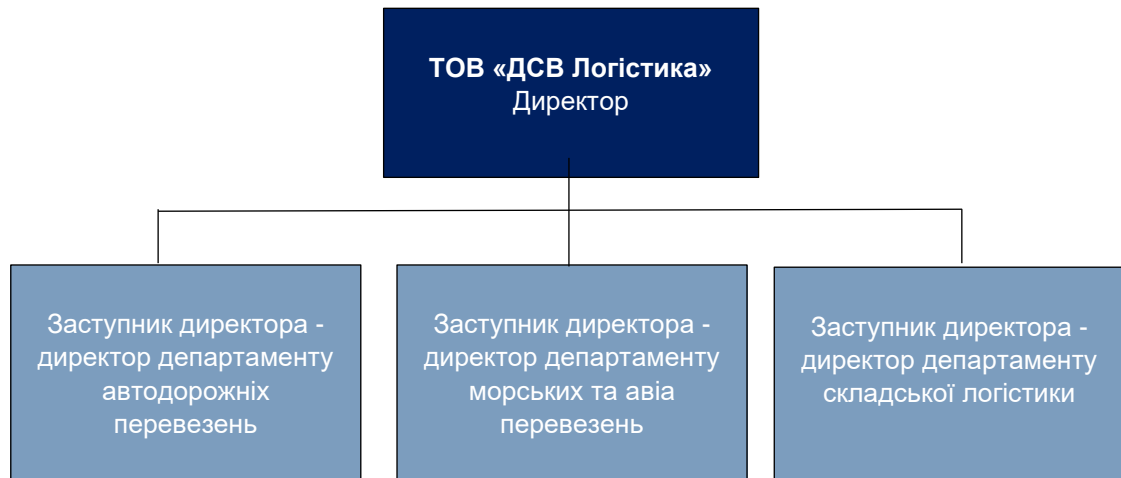 ТОВ «ДСВ Логістика»
Директор
Заступник директора -
директор департаменту
автодорожніх
перевезень
Заступник директора -
директор департаменту
морських та авіа
перевезень
Заступник директора -
директор департаменту
складської логістики